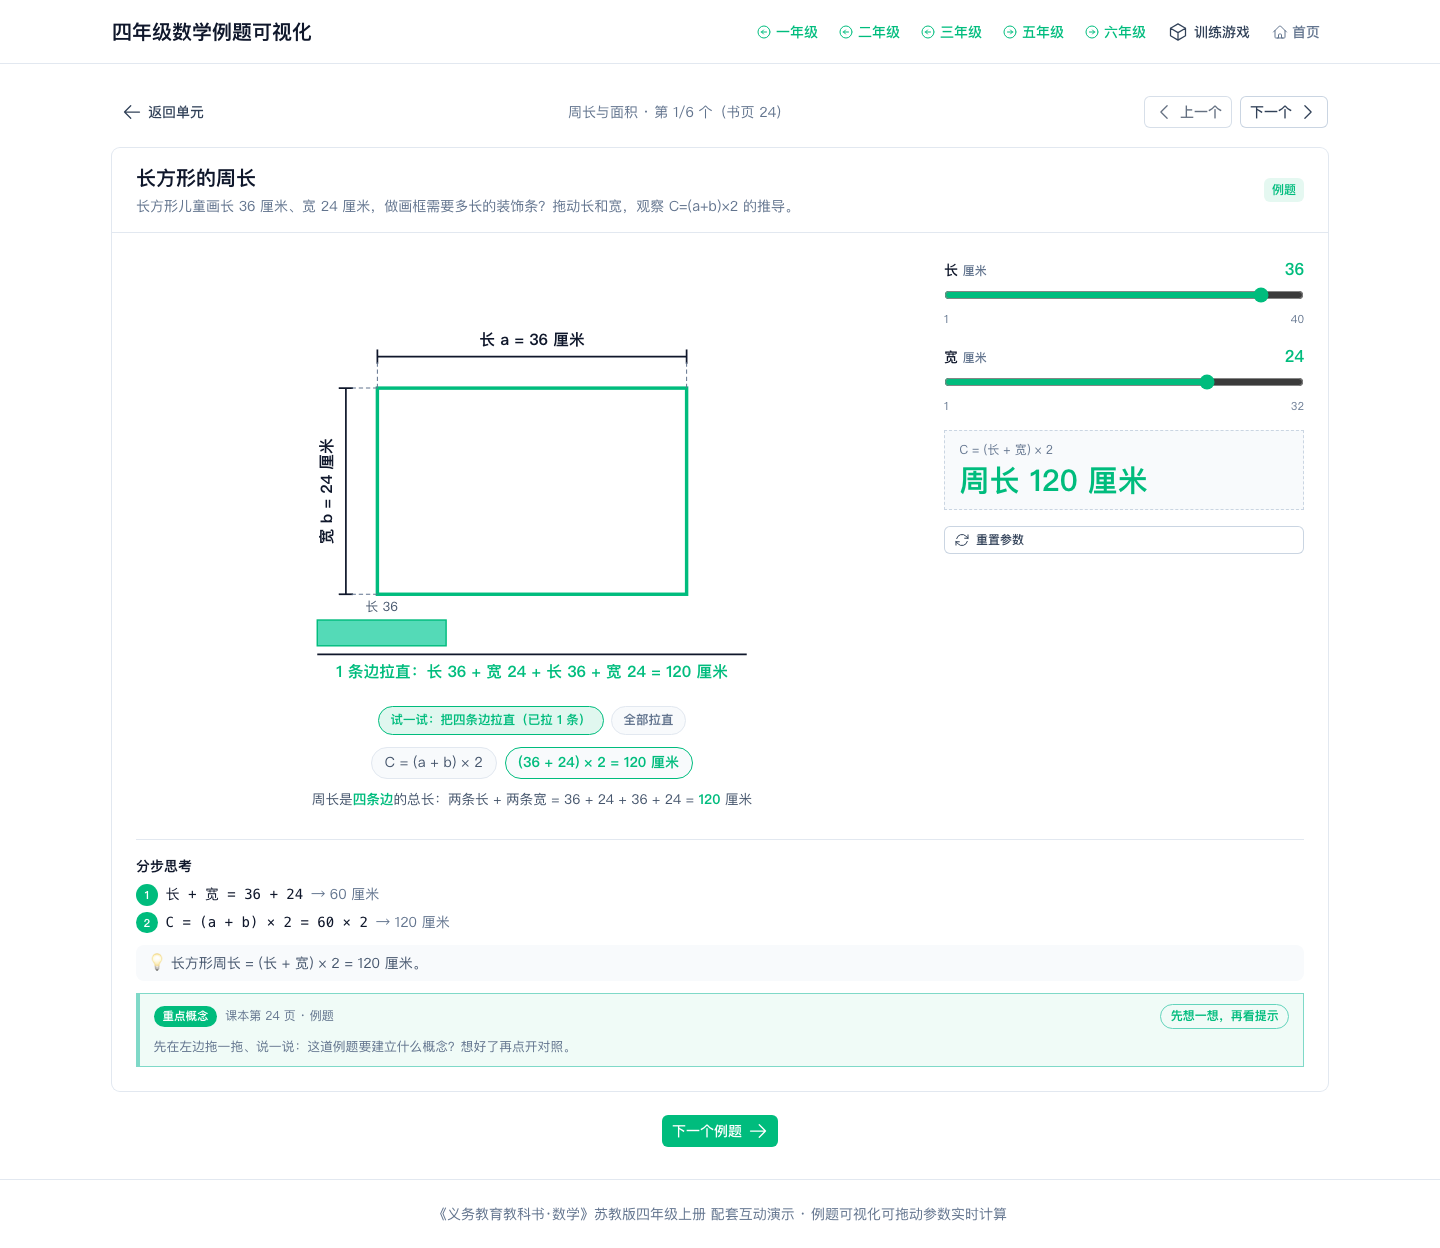 四年级数学例题可视化
一年级 二年级 三年级 五年级 六年级 训练游戏 首页
返回单元
周长与面积 · 第 1/6 个（书页 24）
上一个 下一个
长方形的周长
长方形儿童画长 36 厘米、宽 24 厘米，做画框需要多长的装饰条？拖动长和宽，观察 C=(a+b)×2 的推导。
例题
长 a = 36 厘米
宽 b = 24 厘米
长 36
1 条边拉直：长 36 + 宽 24 + 长 36 + 宽 24 = 120 厘米
试一试：把四条边拉直（已拉 1 条） 全部拉直
C = (a + b) × 2 (36 + 24) × 2 = 120 厘米
周长是四条边的总长：两条长 + 两条宽 = 36 + 24 + 36 + 24 = 120 厘米
长 厘米 36
1 40
宽 厘米 24
1 32
C = (长 + 宽) × 2
周长 120 厘米
重置参数
分步思考
1 长 + 宽 = 36 + 24 → 60 厘米
2 C = (a + b) × 2 = 60 × 2 → 120 厘米
💡 长方形周长 = (长 + 宽) × 2 = 120 厘米。
重点概念 课本第 24 页 · 例题 先想一想，再看提示
先在左边拖一拖、说一说：这道例题要建立什么概念？想好了再点开对照。
下一个例题 →
《义务教育教科书·数学》苏教版四年级上册 配套互动演示 · 例题可视化可拖动参数实时计算